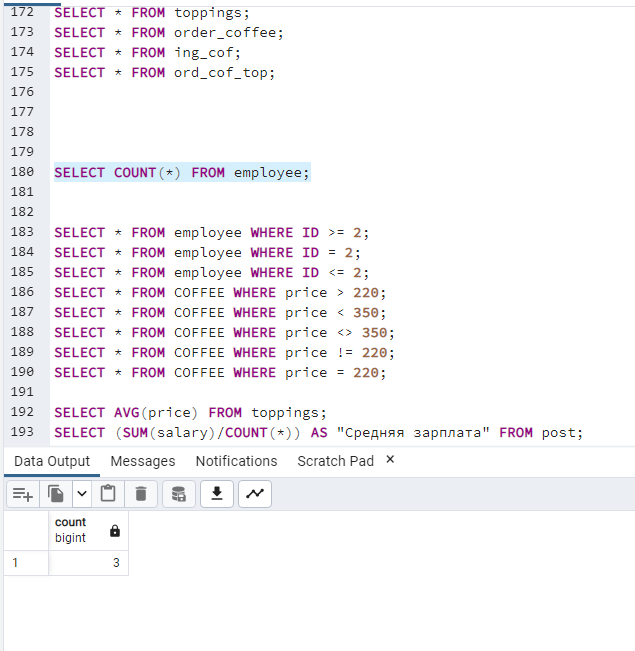 172 SELECT * FROM toppings;
173 SELECT * FROM order_coffee;
174 SELECT * FROM ing_cof;
175 SELECT * FROM ord_cof_top;
176
177
178
179
180 SELECT COUNT(*) FROM employee;
181
182
183 SELECT * FROM employee WHERE ID >= 2;
184 SELECT * FROM employee WHERE ID = 2;
185 SELECT * FROM employee WHERE ID <= 2;
186 SELECT * FROM COFFEE WHERE price > 220;
187 SELECT * FROM COFFEE WHERE price < 350;
188 SELECT * FROM COFFEE WHERE price <> 350;
189 SELECT * FROM COFFEE WHERE price != 220;
190 SELECT * FROM COFFEE WHERE price = 220;
191
192 SELECT AVG(price) FROM toppings;
193 SELECT (SUM(salary)/COUNT(*)) AS "Средняя зарплата" FROM post;
Data Output Messages Notifications Scratch Pad ×
count
bigint
1 3